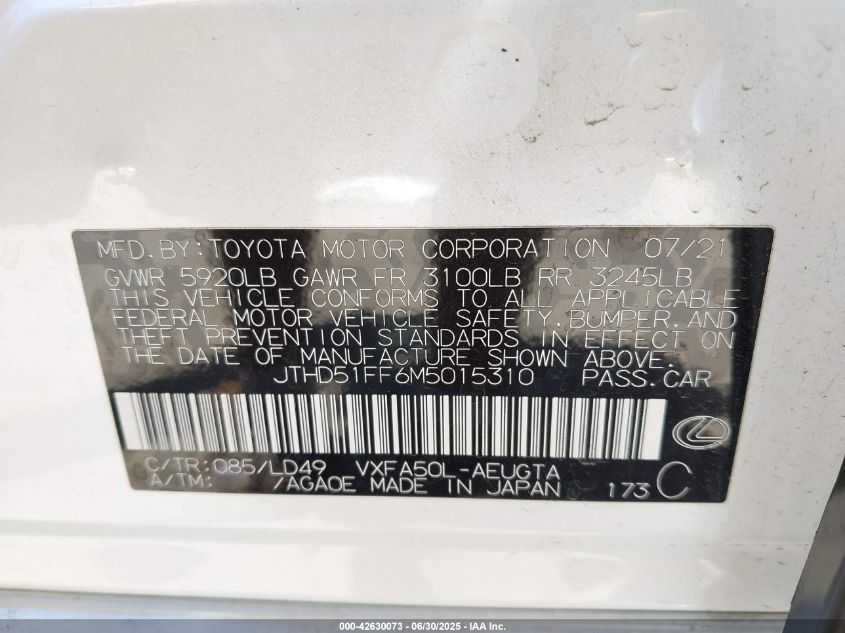 MFD. BY: TOYOTA MOTOR CORPORATION 07/21
GVWR 5920LB GAWR FR 3100LB RR 3245LB
THIS VEHICLE CONFORMS TO ALL APPLICABLE
FEDERAL MOTOR VEHICLE SAFETY, BUMPER, AND
THEFT PREVENTION STANDARDS IN EFFECT ON
THE DATE OF MANUFACTURE SHOWN ABOVE.
JTHD51FF6M5015310 PASS. CAR
C/TR: 085/LD49 VXFA50L-AEUGTA
A/TM: /AGA0E MADE IN JAPAN 173 C
000-42630073 - 06/30/2025 - IAA Inc.